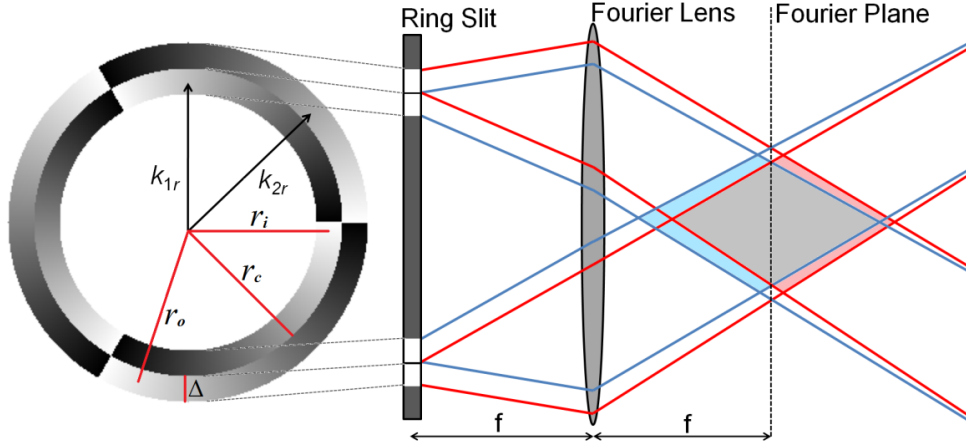 Ring Slit
Fourier Lens
Fourier Plane
k1r
k2r
ri
rc
ro
Δ
f
f